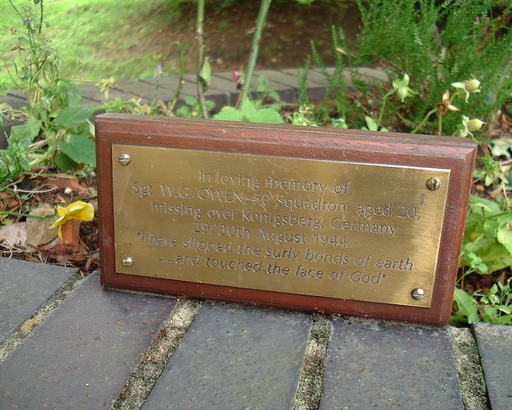 In loving memory of
Sgt W.G. OWEN 50 Squadron, aged 20,
missing over Konigsberg, Germany
29/30th August 1944.
"I have slipped the surly bonds of earth
.....and touched the face of God"